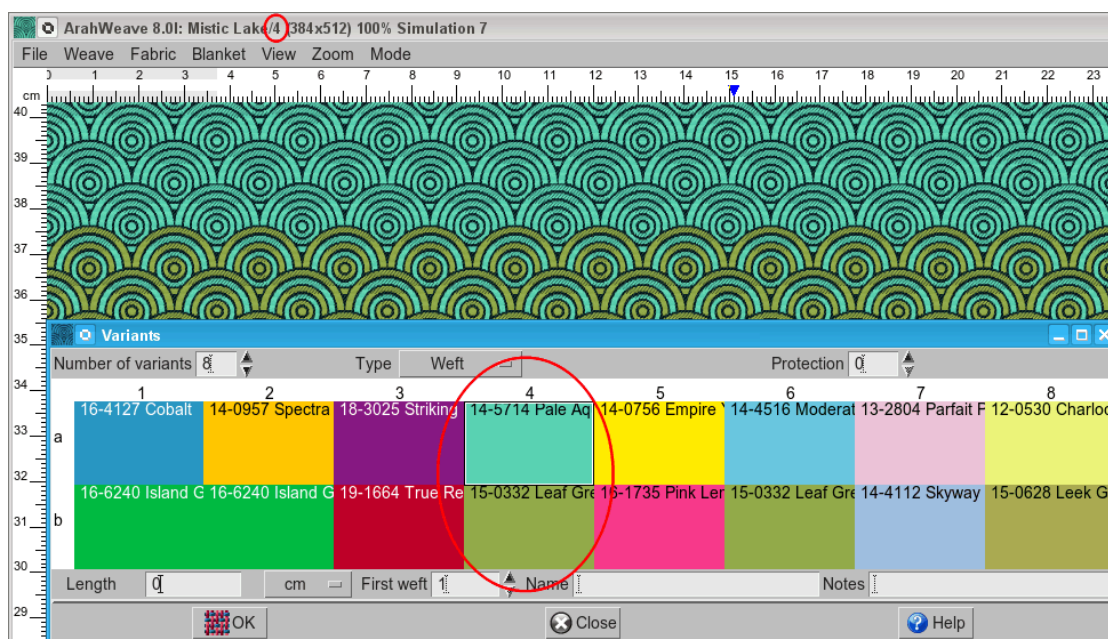 ArahWeave 8.0l: Mistic Lake/4 (384x512) 100% Simulation 7
File Weave Fabric Blanket View Zoom Mode
1 2 3 4 5 6 7 8 9 10 11 12 13 14 15 16 17 18 19 20 21 22 23
cm
40
39
38
37
36
35
Variants
Number of variants 8 Type Weft Protection 0
34
1 2 3 4 5 6 7 8
16-4127 Cobalt 14-0957 Spectra 18-3025 Striking 14-5714 Pale Aq 14-0756 Empire 14-4516 Moderat 13-2804 Parfait P 12-0530 Charloc
33
a
32
16-6240 Island G 16-6240 Island G 19-1664 True Re 15-0332 Leaf Gre 16-1735 Pink Ler 15-0332 Leaf Gre 14-4112 Skyway 15-0628 Leek G
31
b
30
Length 0 cm First weft 1 Name Notes
29
OK Close Help